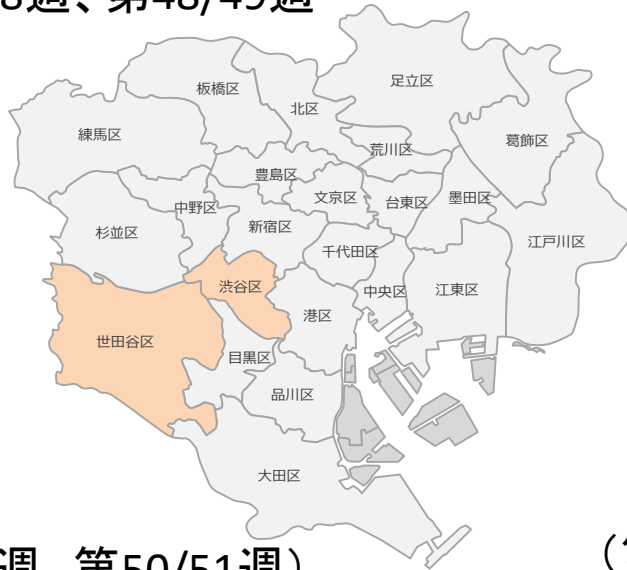 週、第48/49週
足立区
板橋区
北区
練馬区
荒川区
葛飾区
豊島区
文京区
台東区
墨田区
中野区
杉並区
新宿区
千代田区
江戸川区
渋谷区
中央区
江東区
港区
世田谷区
目黒区
品川区
大田区
週、第50/51週)
(